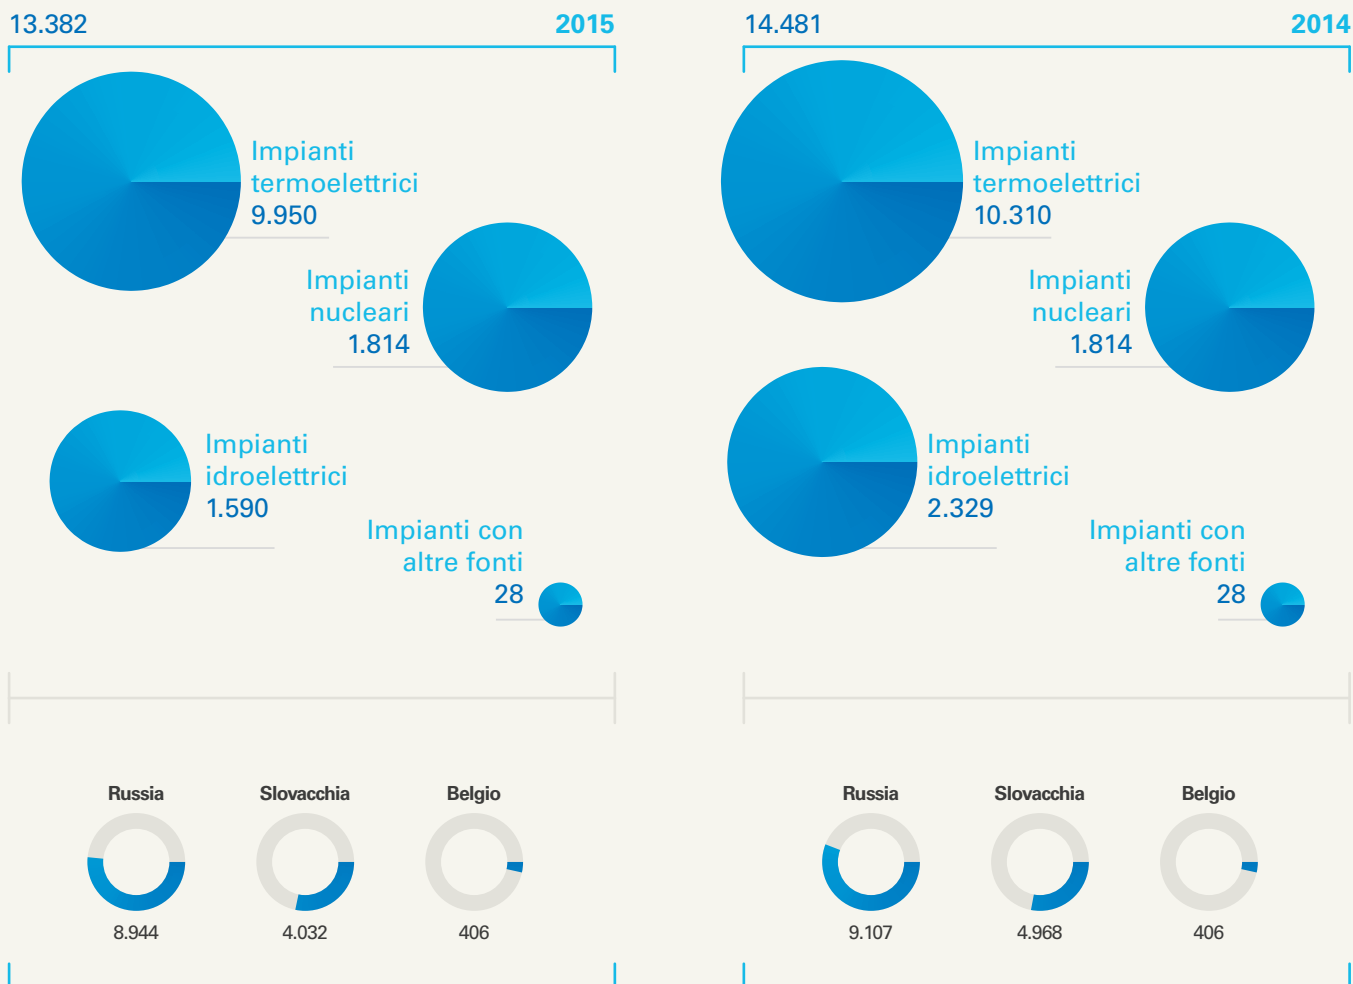 13.382
2015
Impianti
termoelettrici
9.950
Impianti
nucleari
1.814
Impianti
idroelettrici
1.590
Impianti con
altre fonti
28
Russia
Slovacchia
Belgio
8.944
4.032
406
14.481
2014
Impianti
termoelettrici
10.310
Impianti
nucleari
1.814
Impianti
idroelettrici
2.329
Impianti con
altre fonti
28
Russia
Slovacchia
Belgio
9.107
4.968
406